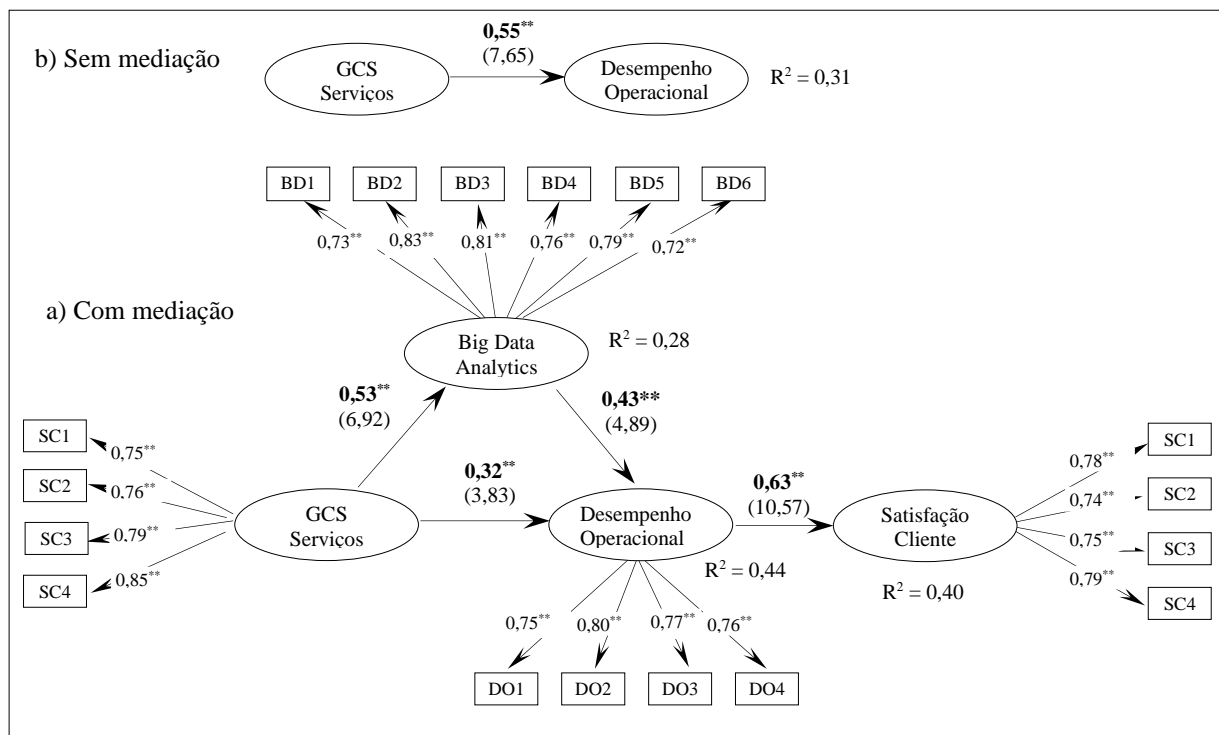 b) Sem mediação
0,55**
(7,65)
GCS
Serviços
Desempenho
Operacional
R² = 0,31
BD1 BD2 BD3 BD4 BD5 BD6
0,73** 0,83** 0,81** 0,76** 0,79** 0,72**
a) Com mediação
Big Data
Analytics
R² = 0,28
0,53**
(6,92)
0,43**
(4,89)
SC1
SC2
SC3
SC4
0,75**
0,76**
0,79**
0,85**
GCS
Serviços
0,32**
(3,83)
Desempenho
Operacional
R² = 0,44
0,63**
(10,57)
Satisfação
Cliente
R² = 0,40
0,78**
0,74**
0,75**
0,79**
SC1
SC2
SC3
SC4
0,75** 0,80** 0,77** 0,76**
DO1 DO2 DO3 DO4